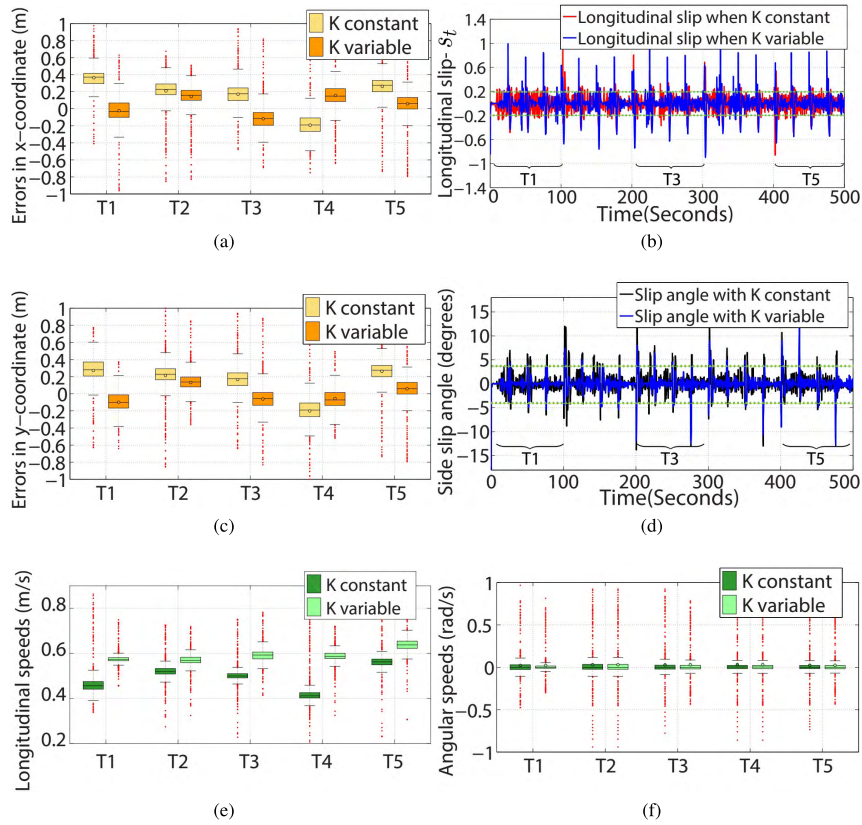 Errors in x-coordinate (m)
1
0.8
0.6
0.4
0.2
0
-0.2
-0.4
-0.6
-0.8
-1
K constant
K variable
T1 T2 T3 T4 T5
(a)
Longitudinal slip- s_t
1.4
1
0.6
0.2
-0.2
-0.6
-1
-1.4
Longitudinal slip when K constant
Longitudinal slip when K variable
T1 T3 T5
0 100 200 300 400 500
Time(Seconds)
(b)
Errors in y-coordinate (m)
1
0.8
0.6
0.4
0.2
0
-0.2
-0.4
-0.6
-0.8
-1
K constant
K variable
T1 T2 T3 T4 T5
(c)
Side slip angle (degrees)
15
10
5
0
-5
-10
-15
Slip angle with K constant
Slip angle with K variable
T1 T3 T5
0 100 200 300 400 500
Time(Seconds)
(d)
Longitudinal speeds (m/s)
0.8
0.6
0.4
0.2
K constant
K variable
T1 T2 T3 T4 T5
(e)
Angular speeds (rad/s)
1
0.5
0
-0.5
-1
K constant
K variable
T1 T2 T3 T4 T5
(f)